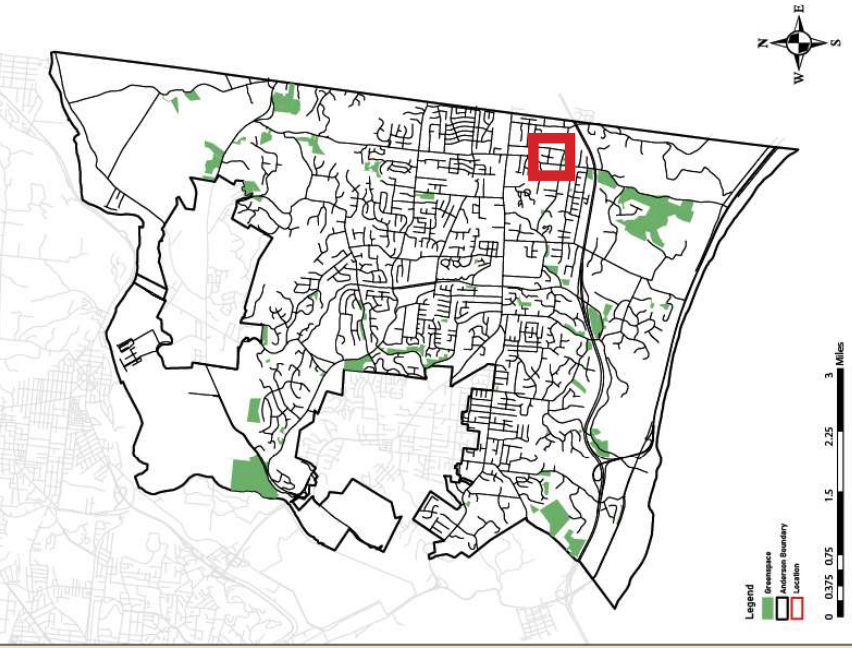 N
E
S
W
Legend
Greenspace
Anderson Boundary
Location
0 0.375 0.75 1.5 2.25 3
Miles